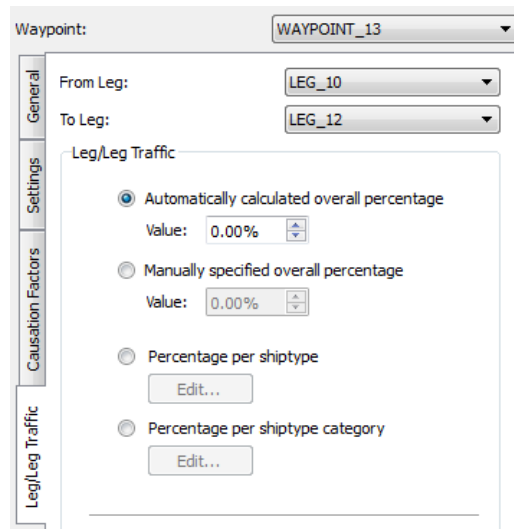 Waypoint: WAYPOINT_13
General
Settings
Causation Factors
Leg/Leg Traffic
From Leg: LEG_10
To Leg: LEG_12
Leg/Leg Traffic
Automatically calculated overall percentage
Value: 0.00%
Manually specified overall percentage
Value: 0.00%
Percentage per shiptype
Edit...
Percentage per shiptype category
Edit...